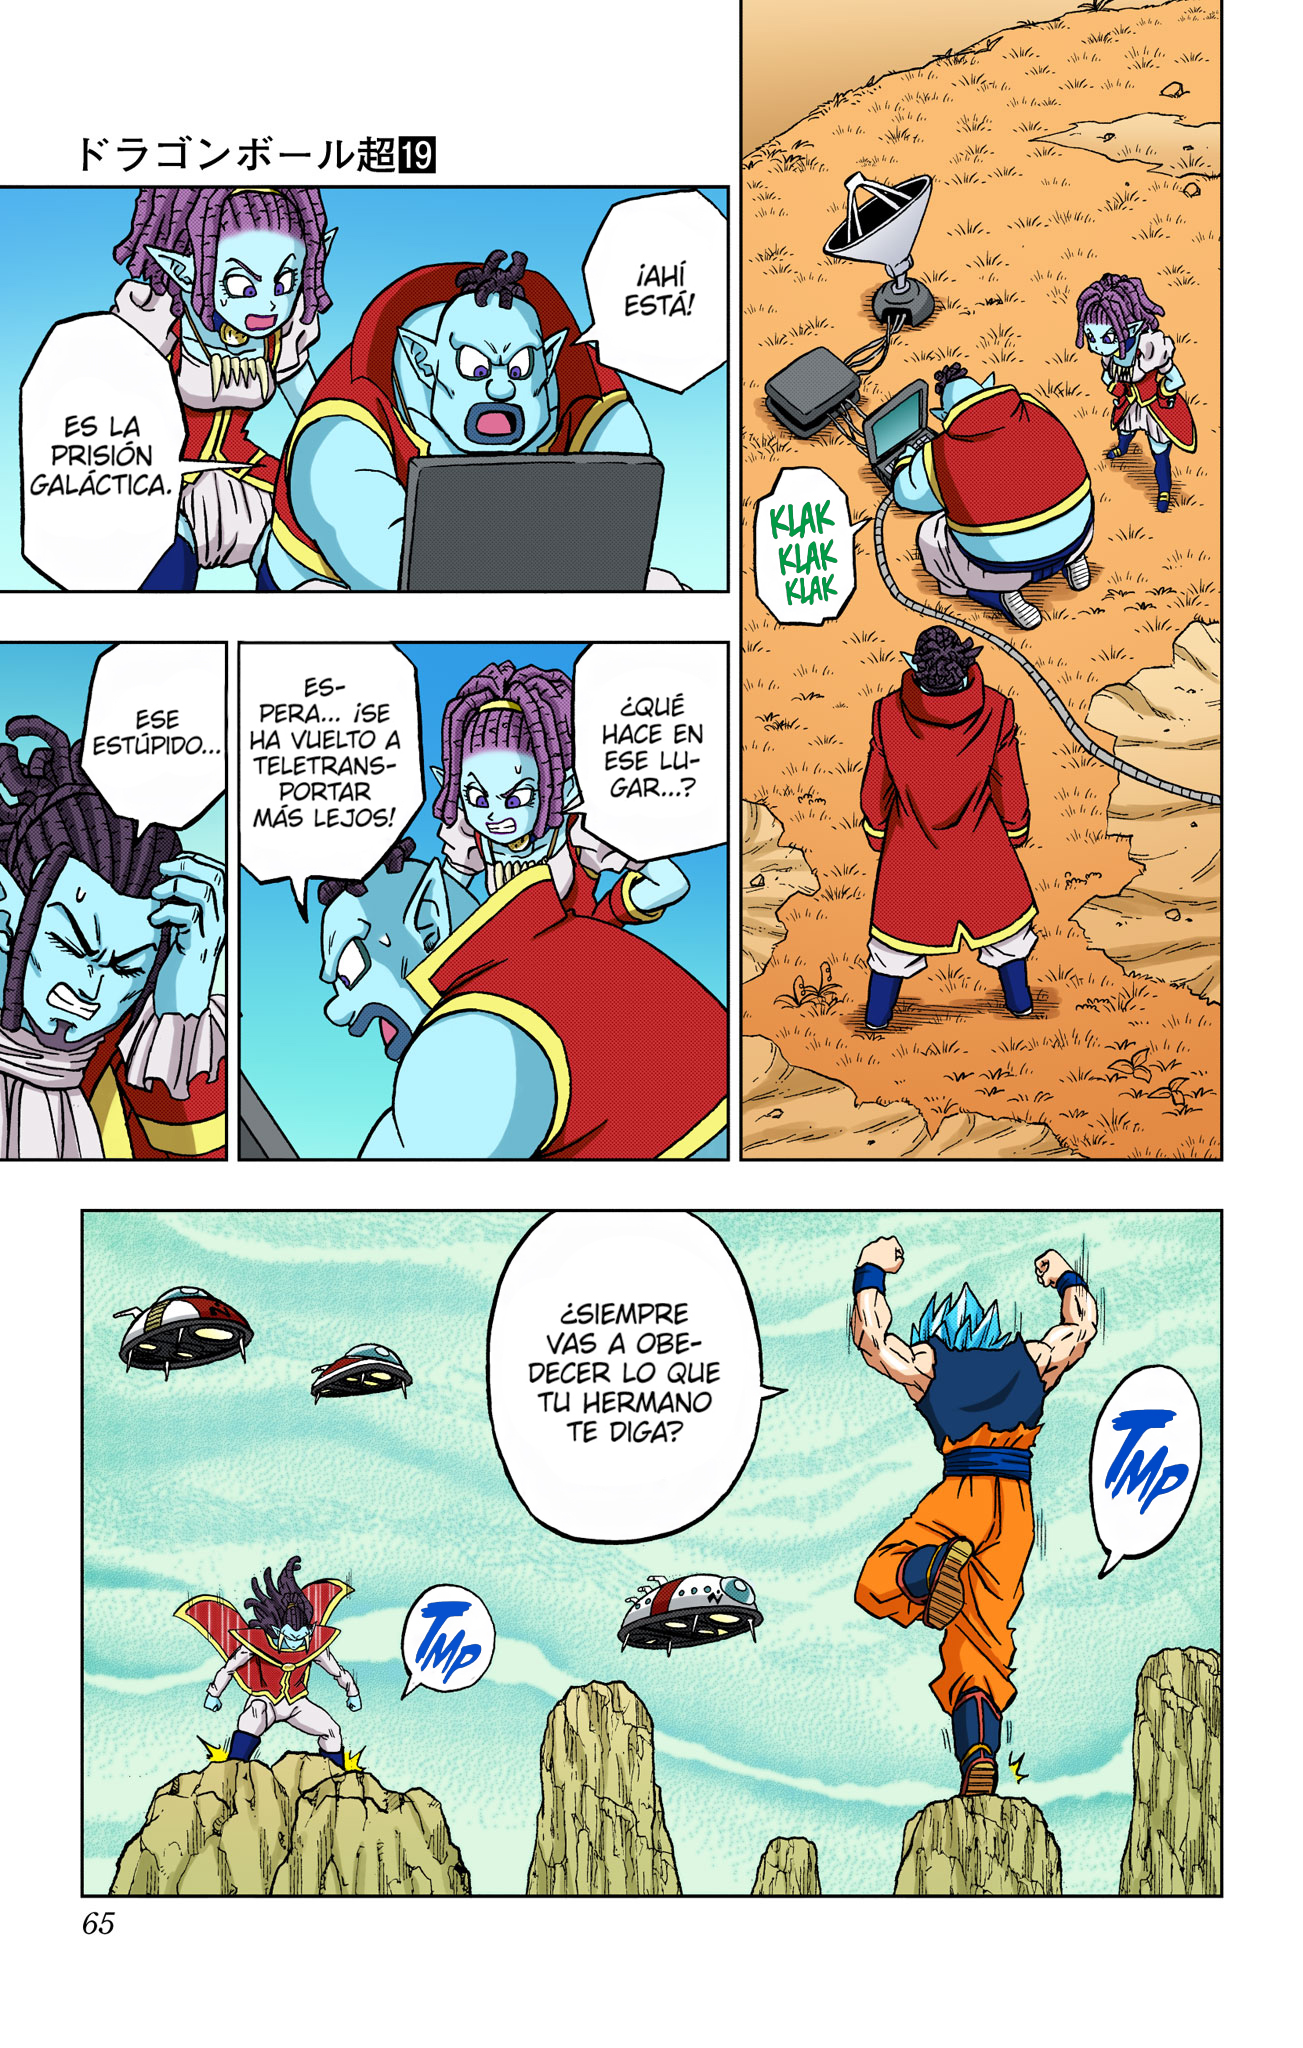 ドラゴンボール超19
KLAK
KLAK
KLAK
¡AHÍ
ESTÁ!
ES LA
PRISIÓN
GALÁCTICA.
¿QUÉ
HACE EN
ESE LU-
GAR...?
ES-
PERA... ¡SE
HA VUELTO A
TELETRANS-
PORTAR
MÁS LEJOS!
ESE
ESTÚPIDO...
¿SIEMPRE
VAS A OBE-
DECER LO QUE
TU HERMANO
TE DIGA?
TMP
TMP
65